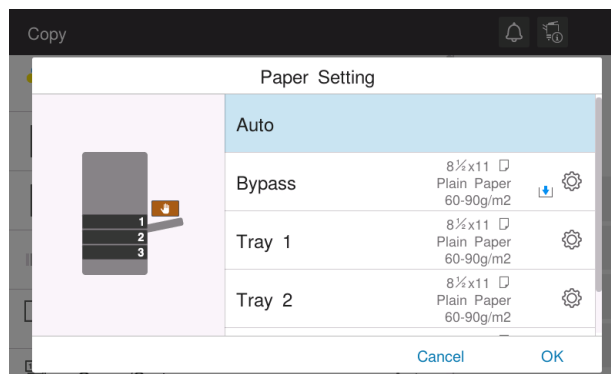 Copy
Paper Setting
Auto
Bypass
8½x11
Plain Paper
60-90g/m2
Tray 1
8½x11
Plain Paper
60-90g/m2
Tray 2
8½x11
Plain Paper
60-90g/m2
1
2
3
Cancel
OK